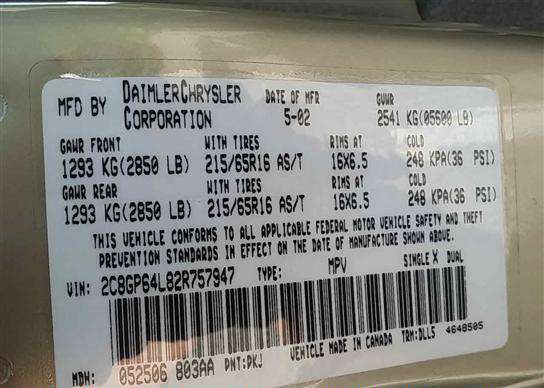 MFD BY DAIMLERCHRYSLER CORPORATION DATE OF MFR 5-02 GVWR 2541 KG(05600 LB)
GAWR FRONT WITH TIRES RIMS AT COLD
1293 KG(2850 LB) 215/65R16 AS/T 16X6.5 248 KPA(36 PSI)
GAWR REAR WITH TIRES RIMS AT COLD
1293 KG(2850 LB) 215/65R16 AS/T 16X6.5 248 KPA(36 PSI)
THIS VEHICLE CONFORMS TO ALL APPLICABLE FEDERAL MOTOR VEHICLE SAFETY AND THEFT
PREVENTION STANDARDS IN EFFECT ON THE DATE OF MANUFACTURE SHOWN ABOVE.
VIN: 2C8GP64L82R757947 TYPE: MPV SINGLE X DUAL
MDH: 052506 803AA PNT:PKJ VEHICLE MADE IN CANADA TRM:DLL5 4648505